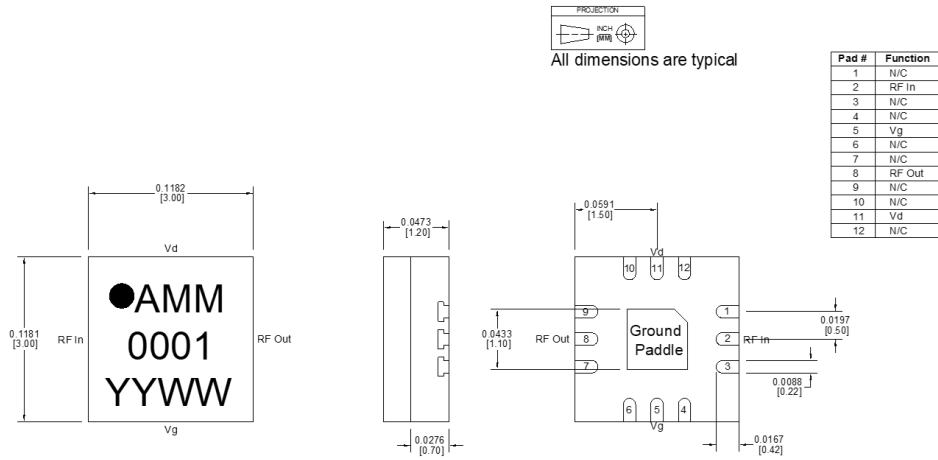 PROJECTION
INCH
[MM]
All dimensions are typical
Pad # Function
1 N/C
2 RF In
3 N/C
4 N/C
5 Vg
6 N/C
7 N/C
8 RF Out
9 N/C
10 N/C
11 Vd
12 N/C
0.1182
[3.00]
Vd
0.1181
[3.00]
RF In
AMM
0001
YYWW
RF Out
Vg
0.0473
[1.20]
0.0276
[0.70]
0.0591
[1.50]
Vd
10 11 12
0.0433
[1.10]
RF Out
9
8
7
Ground
Paddle
1
2
3
RF In
0.0197
[0.50]
0.0088
[0.22]
6 5 4
Vg
0.0167
[0.42]